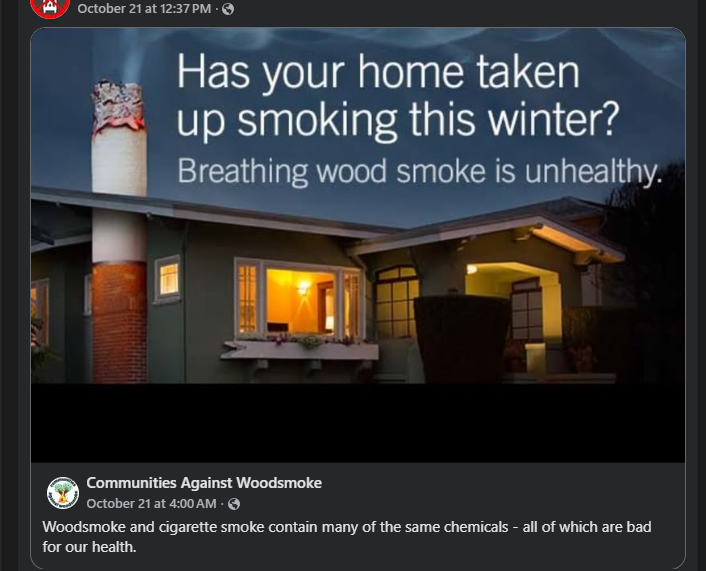 October 21 at 12:37 PM ·
Has your home taken
up smoking this winter?
Breathing wood smoke is unhealthy.
Communities Against Woodsmoke
October 21 at 4:00 AM ·
Woodsmoke and cigarette smoke contain many of the same chemicals - all of which are bad
for our health.